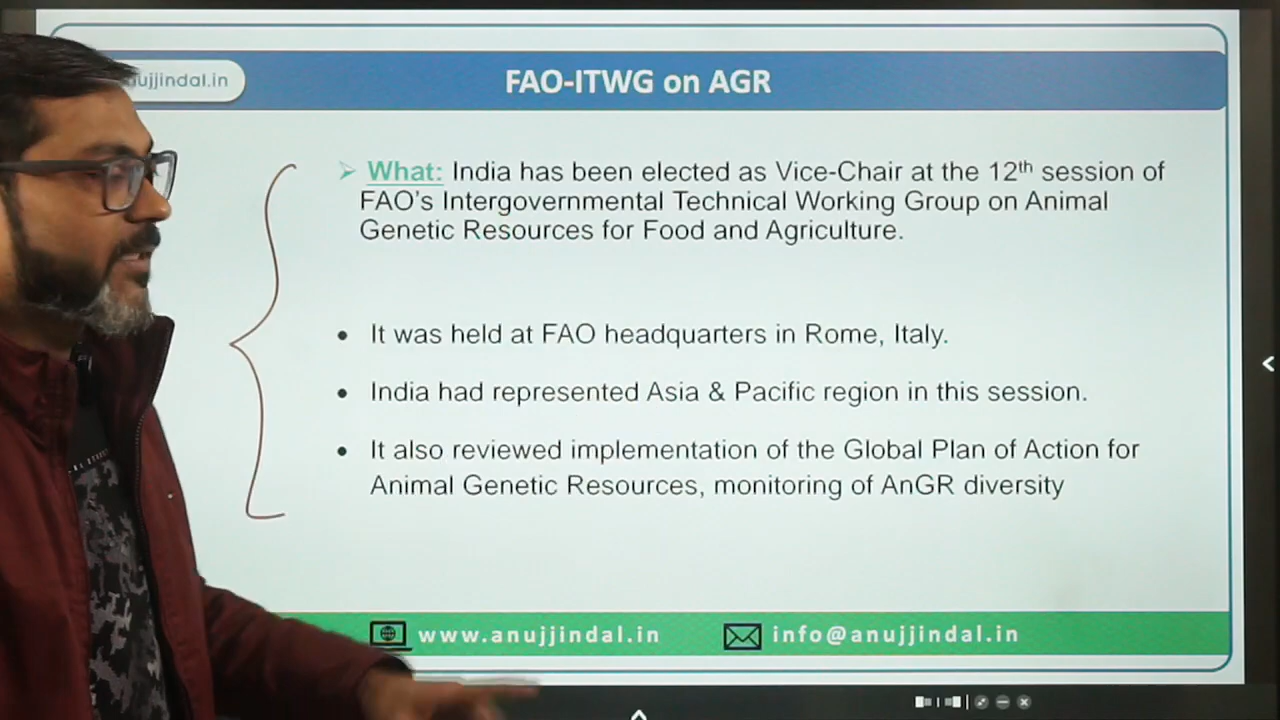 ujjindal.in
FAO-ITWG on AGR
➢ What: India has been elected as Vice-Chair at the 12th session of
FAO's Intergovernmental Technical Working Group on Animal
Genetic Resources for Food and Agriculture.
• It was held at FAO headquarters in Rome, Italy.
• India had represented Asia & Pacific region in this session.
• It also reviewed implementation of the Global Plan of Action for
Animal Genetic Resources, monitoring of AnGR diversity
www.anujjindal.in
info@anujjindal.in